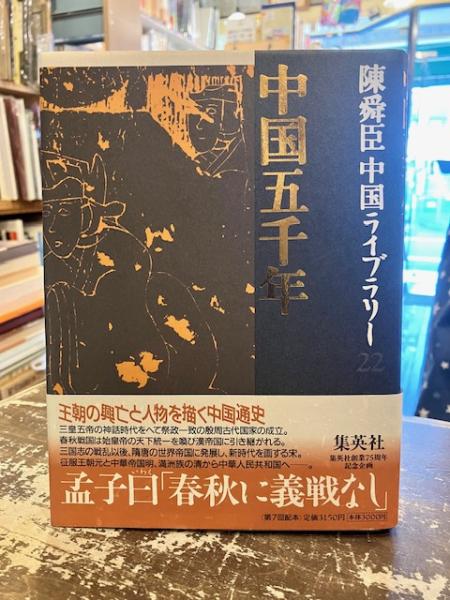 陳舜臣中国ライブラリー
22
中国五千年
王朝の興亡と人物を描く中国通史
三皇五帝の神話時代をへて祭政一致の殷周古代国家の成立。
春秋戦国は始皇帝の天下統一を喚び漢帝国に引き継がれる。
三国志の戦乱以後、隋唐の世界帝国に発展し、新時代を画する宋。
征服王朝元と中華帝国明、満洲族の清から中華人民共和国へ——。
集英社
集英社創業75周年
記念企画
孟子曰「春秋に義戦なし」
〈第7回配本〉定価3150円 本体3000円